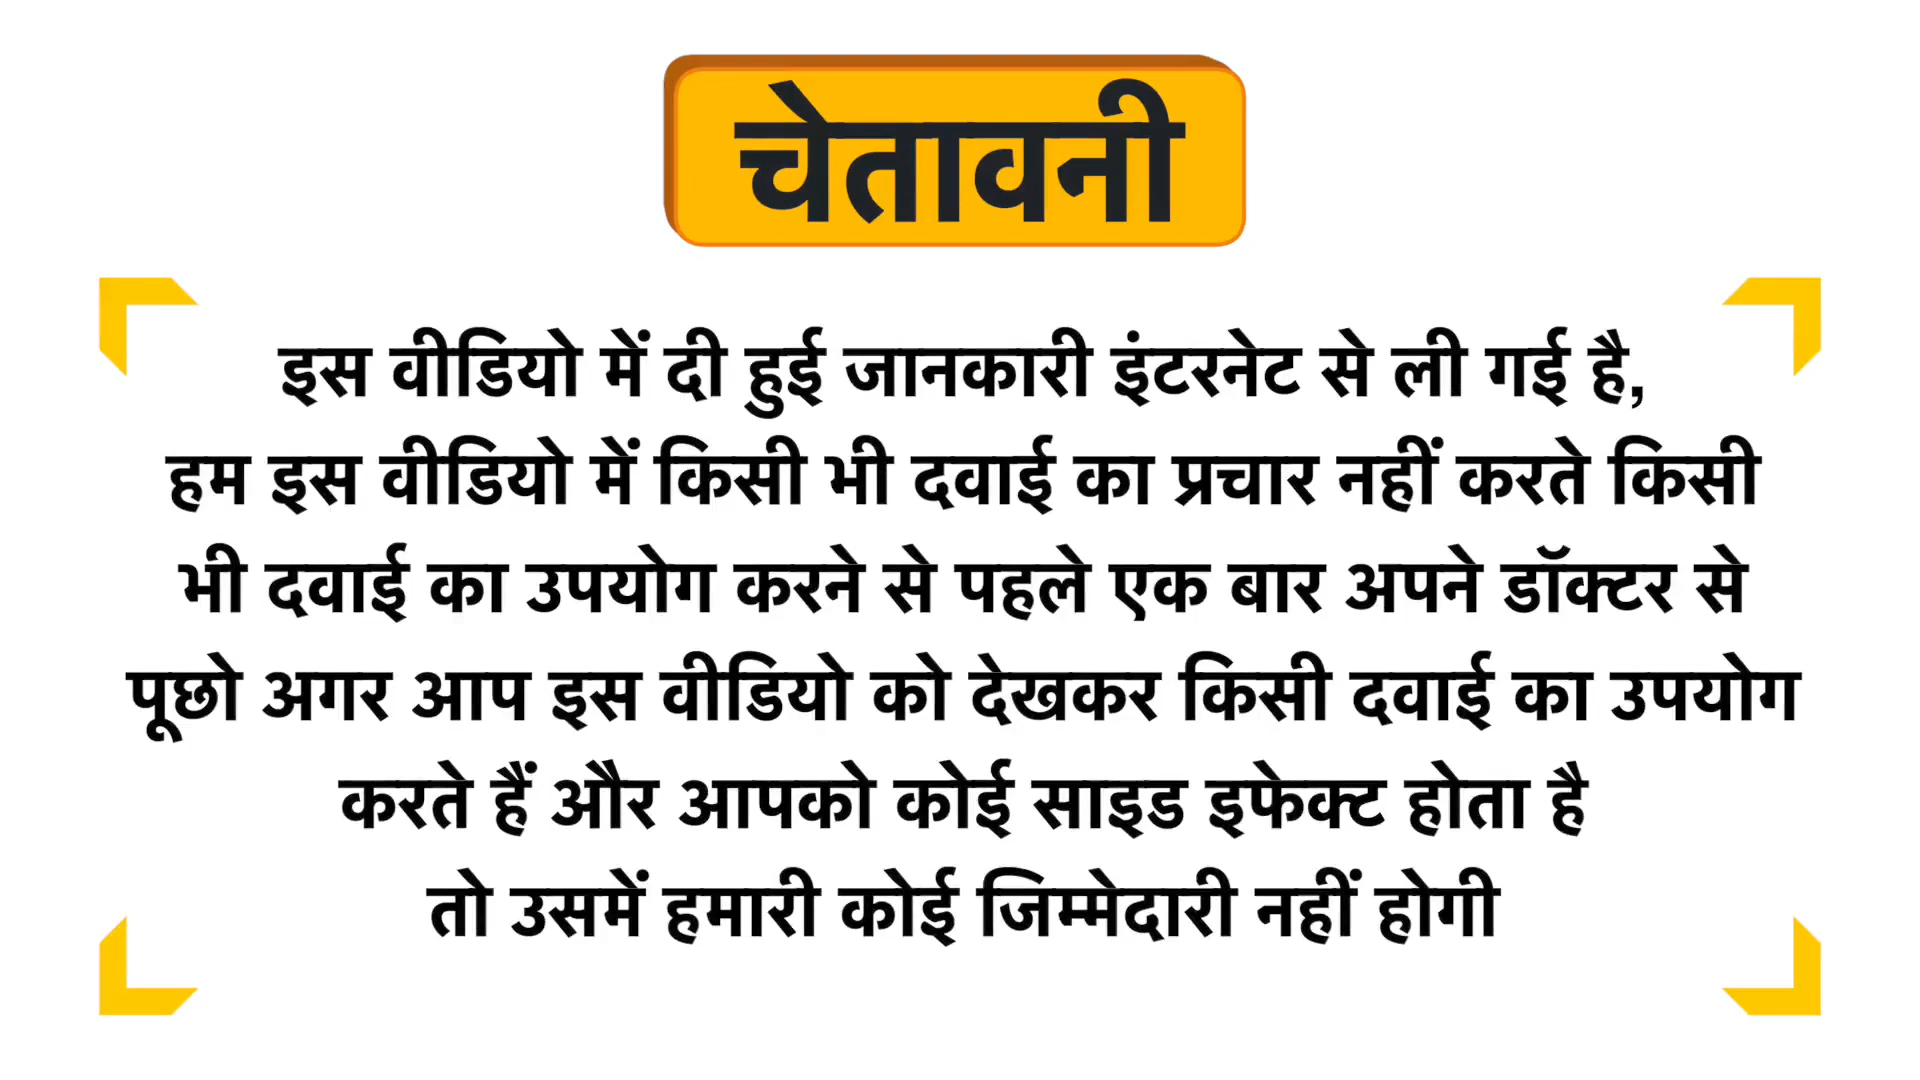 चेतावनी
इस वीडियो में दी हुई जानकारी इंटरनेट से ली गई है,
हम इस वीडियो में किसी भी दवाई का प्रचार नहीं करते किसी
भी दवाई का उपयोग करने से पहले एक बार अपने डॉक्टर से
पूछो अगर आप इस वीडियो को देखकर किसी दवाई का उपयोग
करते हैं और आपको कोई साइड इफेक्ट होता है
तो उसमें हमारी कोई जिम्मेदारी नहीं होगी